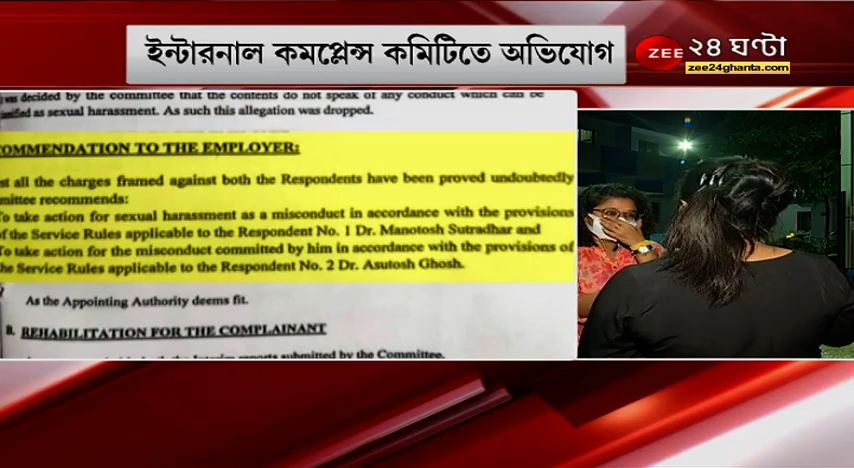 ইন্টারনাল কমপ্লেন্স কমিটিতে অভিযোগ
ZEE ২৪ ঘণ্টা
zee24ghanta.com
was decided by the committee that the contents do not speak of any conduct which can be
ssified as sexual harassment. As such this allegation was dropped.
COMMENDATION TO THE EMPLOYER:
st all the charges framed against both the Respondents have been proved undoubtedly
mittee recommends:
To take action for sexual harassment as a misconduct in accordance with the provisions
of the Service Rules applicable to the Respondent No. 1 Dr. Manotosh Sutradhar and
To take action for the misconduct committed by him in accordance with the provisions of
the Service Rules applicable to the Respondent No. 2 Dr. Asutosh Ghosh.
As the Appointing Authority deems fit.
B. REHABILITATION FOR THE COMPLAINANT
reports submitted by the Committee.